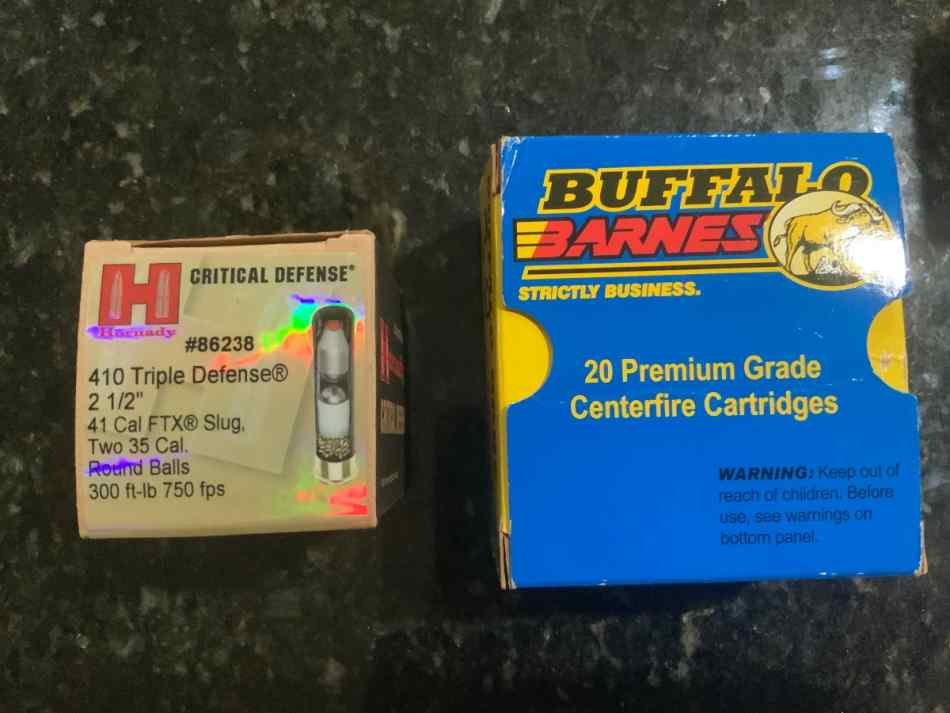 H
Hornady
CRITICAL DEFENSE®
#86238
410 Triple Defense®
2 1/2"
41 Cal FTX® Slug,
Two 35 Cal.
Round Balls
300 ft-lb 750 fps
BUFFALO
BARNES
STRICTLY BUSINESS.
20 Premium Grade
Centerfire Cartridges
WARNING: Keep out of
reach of children. Before
use, see warnings on
bottom panel.